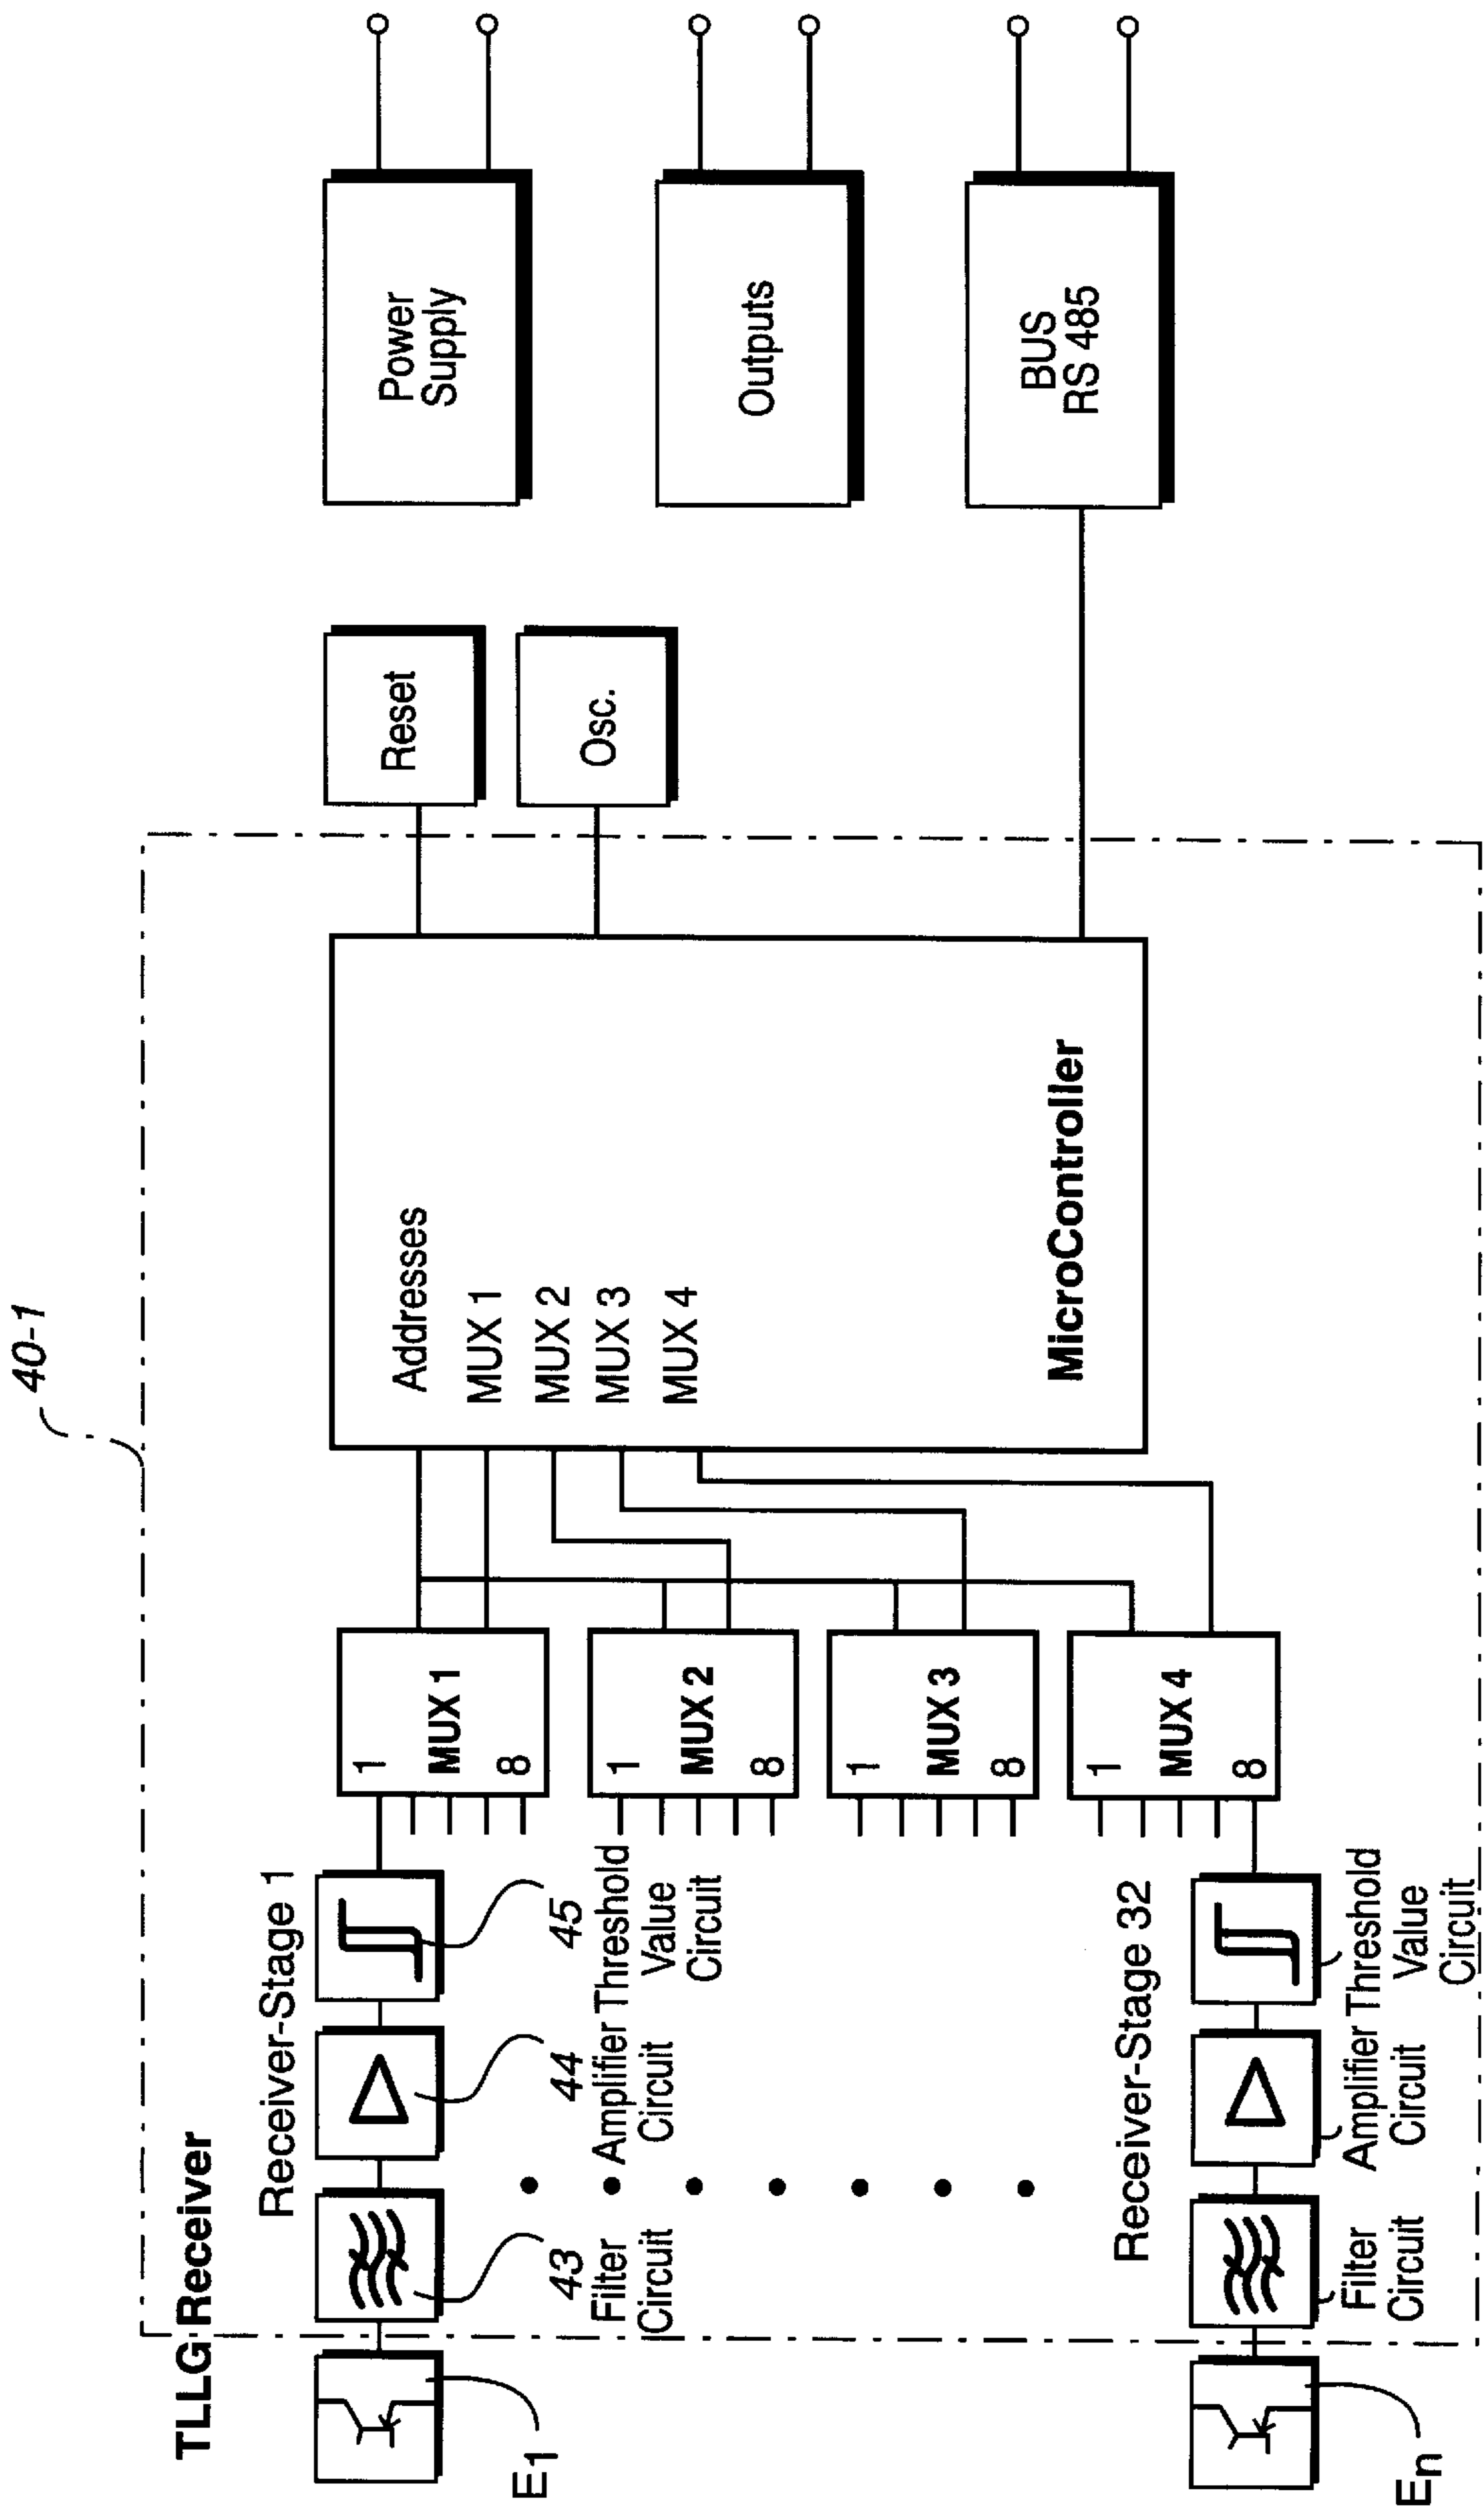 40-1
TLLG Receiver
Receiver-Stage 1
E1
43
Filter
Circuit
44
Amplifier
Circuit
45
Threshold
Value
Circuit
1
MUX 1
8
1
MUX 2
8
1
MUX 3
8
1
MUX 4
8
Addresses
MUX 1
MUX 2
MUX 3
MUX 4
MicroController
Reset
Osc.
Power
Supply
Outputs
BUS
RS 485
Receiver-Stage 32
En
Filter
Circuit
Amplifier
Circuit
Threshold
Value
Circuit